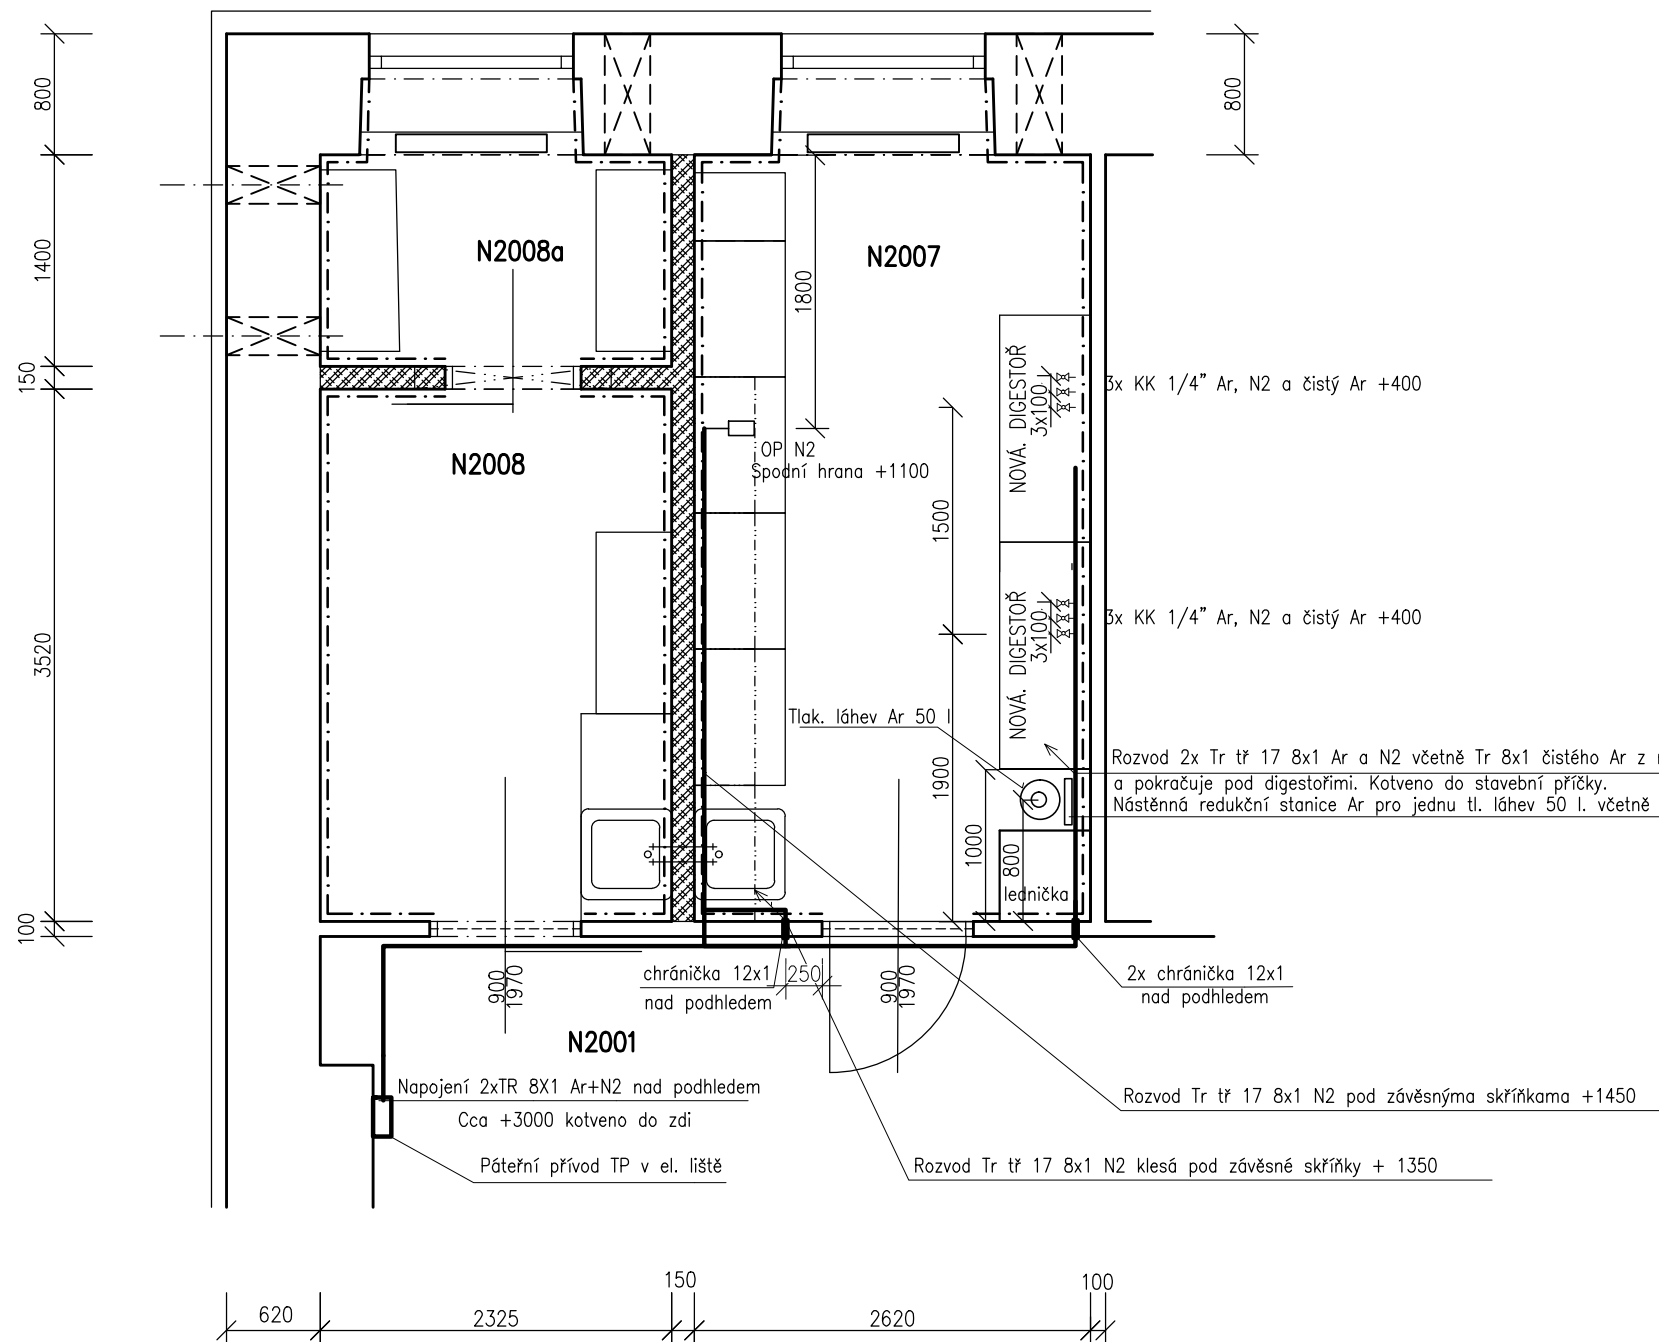 800
800
1400
150
3520
100
N2008a
N2007
1800
N2008
OP N2
Spodní hrana +1100
1500
NOVÁ. DIGESTOŘ
3x100
3x KK 1/4” Ar, N2 a čistý Ar +400
NOVÁ. DIGESTOŘ
3x100
3x KK 1/4” Ar, N2 a čistý Ar +400
Tlak. láhev Ar 50 l
1900
Rozvod 2x Tr tř 17 8x1 Ar a N2 včetně Tr 8x1 čistého Ar z
a pokračuje pod digestořimi. Kotveno do stavební příčky.
Nástěnná redukční stanice Ar pro jednu tl. láhev 50 l. včetně
1000
800
lednička
900
1970
chránička 12x1
nad podhledem
250
900
1970
2x chránička 12x1
nad podhledem
N2001
Napojení 2xTR 8X1 Ar+N2 nad podhledem
Cca +3000 kotveno do zdi
Rozvod Tr tř 17 8x1 N2 pod závěsnýma skříňkama +1450
Páteřní přívod TP v el. liště
Rozvod Tr tř 17 8x1 N2 klesá pod závěsné skříňky + 1350
620
2325
150
2620
100